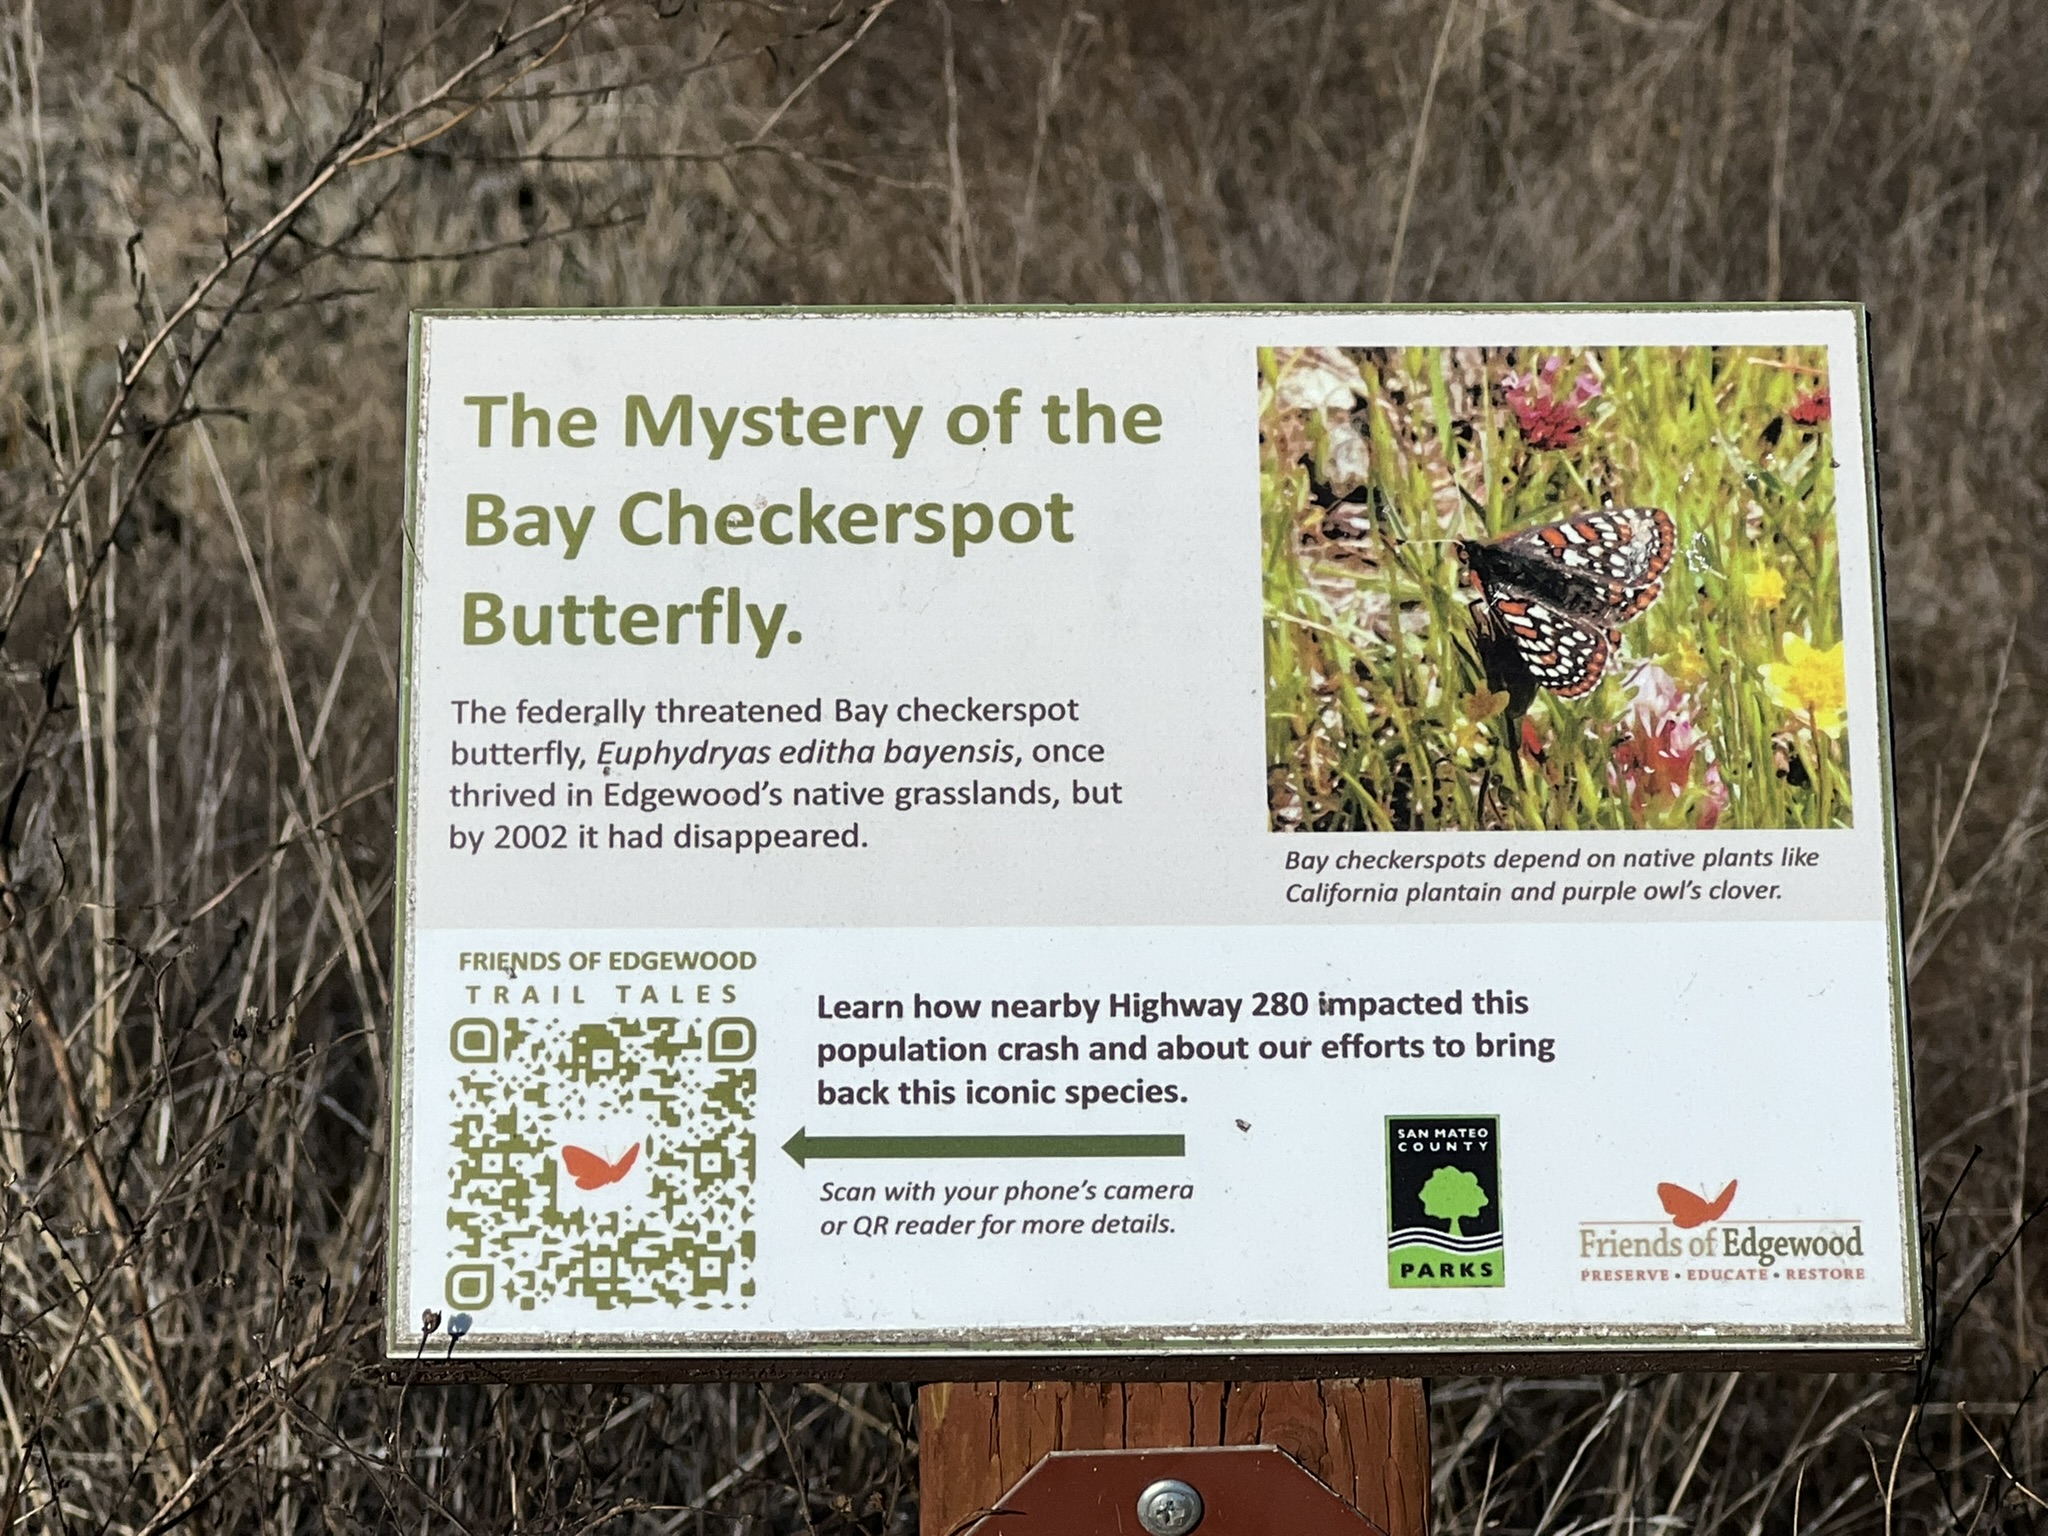 The Mystery of the
Bay Checkerspot
Butterfly.
The federally threatened Bay checkerspot
butterfly, Euphydryas editha bayensis, once
thrived in Edgewood's native grasslands, but
by 2002 it had disappeared.
Bay checkerspots depend on native plants like
California plantain and purple owl's clover.
FRIENDS OF EDGEWOOD
TRAIL TALES
Learn how nearby Highway 280 impacted this
population crash and about our efforts to bring
back this iconic species.
Scan with your phone's camera
or QR reader for more details.
SAN MATEO
COUNTY
PARKS
Friends of Edgewood
PRESERVE • EDUCATE • RESTORE